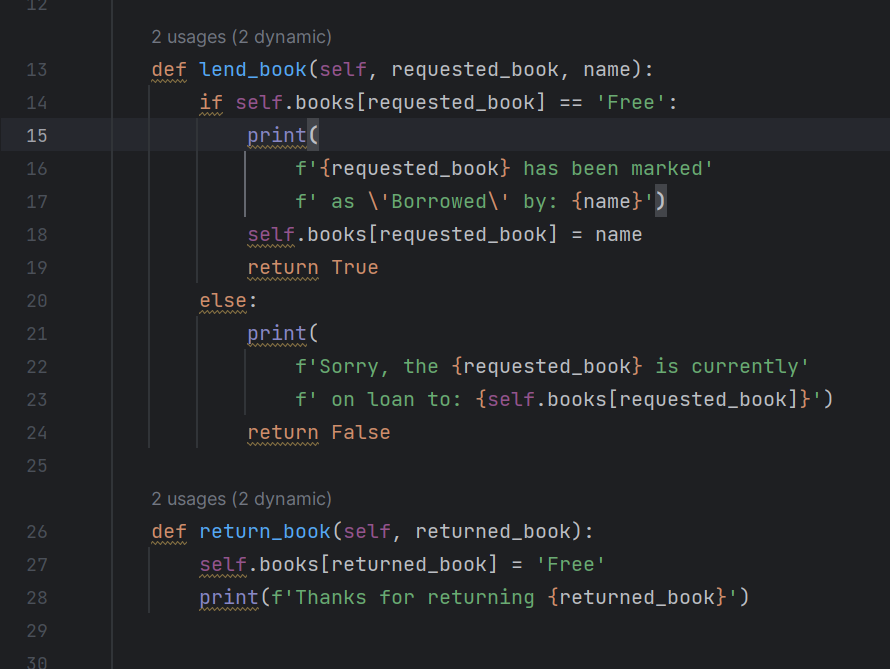 12
2 usages (2 dynamic)
13 def lend_book(self, requested_book, name):
14 if self.books[requested_book] == 'Free':
15 print(
16 f'{requested_book} has been marked'
17 f' as \'Borrowed\' by: {name}')
18 self.books[requested_book] = name
19 return True
20 else:
21 print(
22 f'Sorry, the {requested_book} is currently'
23 f' on loan to: {self.books[requested_book]}')
24 return False
25
2 usages (2 dynamic)
26 def return_book(self, returned_book):
27 self.books[returned_book] = 'Free'
28 print(f'Thanks for returning {returned_book}')
29
30